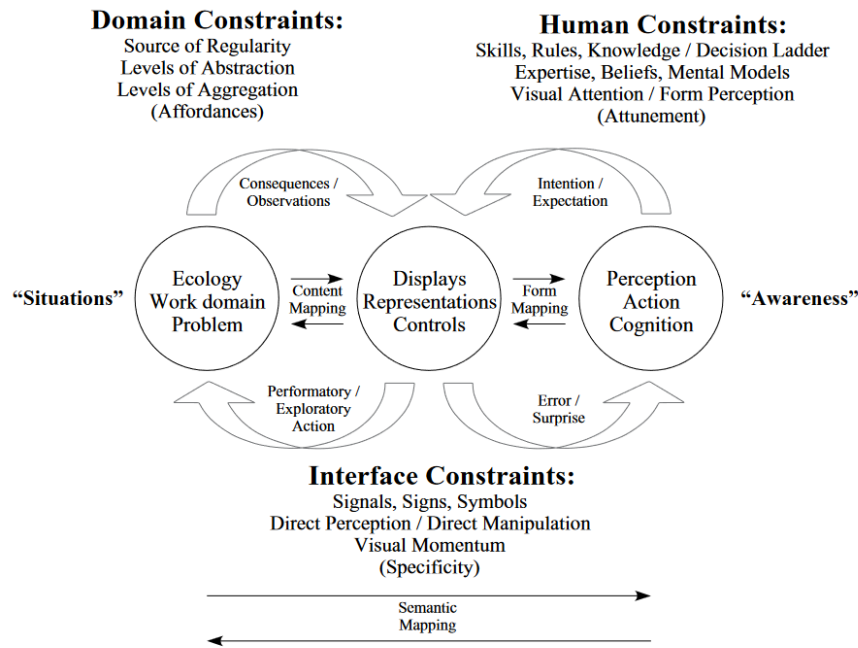 Domain Constraints:
Source of Regularity
Levels of Abstraction
Levels of Aggregation
(Affordances)
Human Constraints:
Skills, Rules, Knowledge / Decision Ladder
Expertise, Beliefs, Mental Models
Visual Attention / Form Perception
(Attunement)
Consequences /
Observations
Intention /
Expectation
“Situations”
Ecology
Work domain
Problem
Content
Mapping
Displays
Representations
Controls
Form
Mapping
Perception
Action
Cognition
“Awareness”
Performatory /
Exploratory
Action
Error /
Surprise
Interface Constraints:
Signals, Signs, Symbols
Direct Perception / Direct Manipulation
Visual Momentum
(Specificity)
Semantic
Mapping